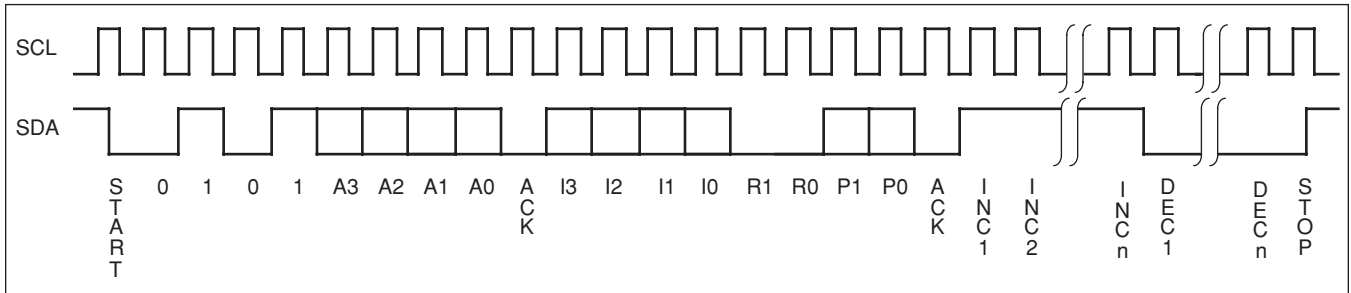 SCL
SDA
START 0 1 0 1 A3 A2 A1 A0 ACK I3 I2 I1 I0 R1 R0 P1 P0 ACK INC1 INC2 INCn DEC1 DECn STOP